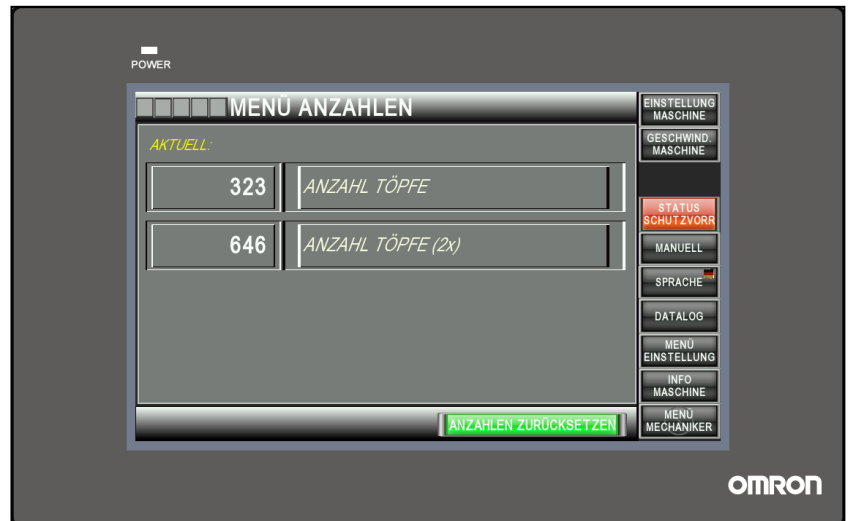 POWER
MENÜ ANZAHLEN
AKTUELL:
323 ANZAHL TÖPFE
646 ANZAHL TÖPFE (2x)
ANZAHLEN ZURÜCKSETZEN
EINSTELLUNG
MASCHINE
GESCHWIND.
MASCHINE
STATUS
SCHUTZVORR
MANUELL
SPRACHE
DATALOG
MENÜ
EINSTELLUNG
INFO
MASCHINE
MENÜ
MECHANIKER
OMRON